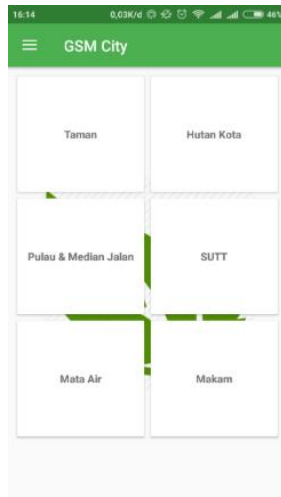 16:14 0,03K/d 46%
GSM City
Taman Hutan Kota
Pulau & Median Jalan SUTT
Mata Air Makam